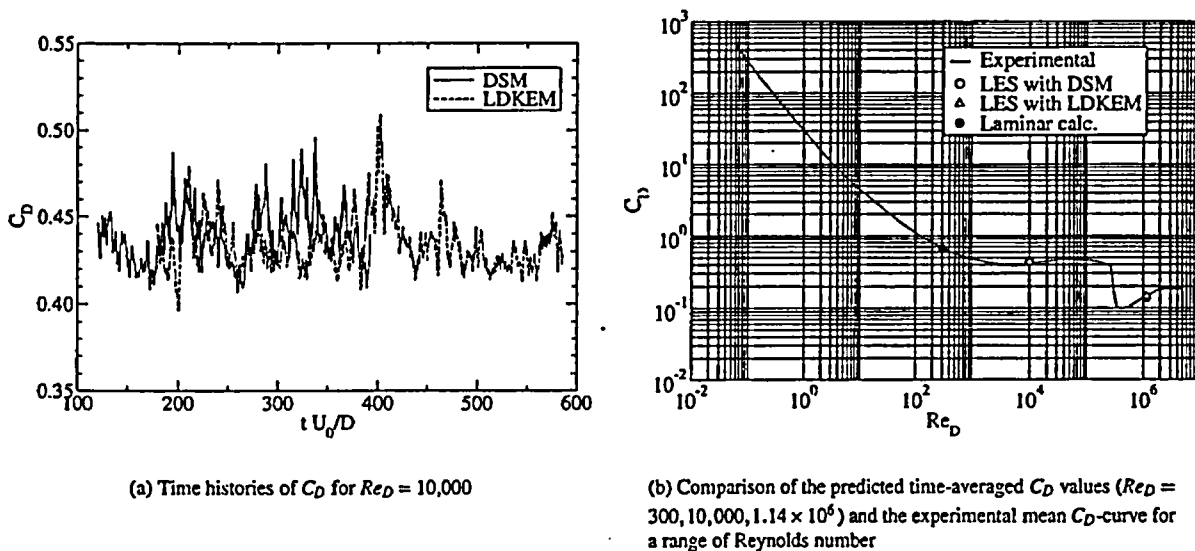 0.55
0.50
0.45
0.40
0.35
C_D
DSM
LDKEM
100 200 300 400 500 600
t U_0/D
(a) Time histories of C_D for Re_D = 10,000
10^3
10^2
10^1
10^0
10^-1
10^-2
C_D
Experimental
LES with DSM
LES with LDKEM
Laminar calc.
10^-2 10^0 10^2 10^4 10^6
Re_D
(b) Comparison of the predicted time-averaged C_D values (Re_D =
300, 10,000, 1.14 × 10^6) and the experimental mean C_D-curve for
a range of Reynolds number